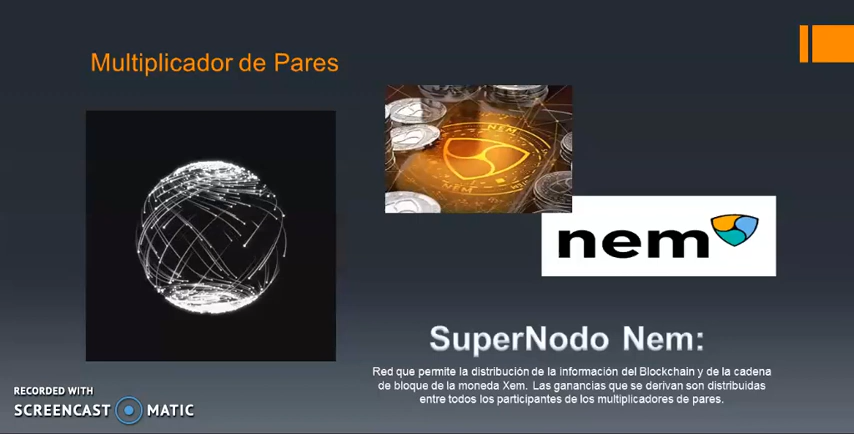 Multiplicador de Pares
NEM
NEM
nem
SuperNodo Nem:
Red que permite la distribución de la información del Blockchain y de la cadena
de bloque de la moneda Xem. Las ganancias que se derivan son distribuidas
entre todos los participantes de los multiplicadores de pares.
RECORDED WITH
SCREENCAST MATIC